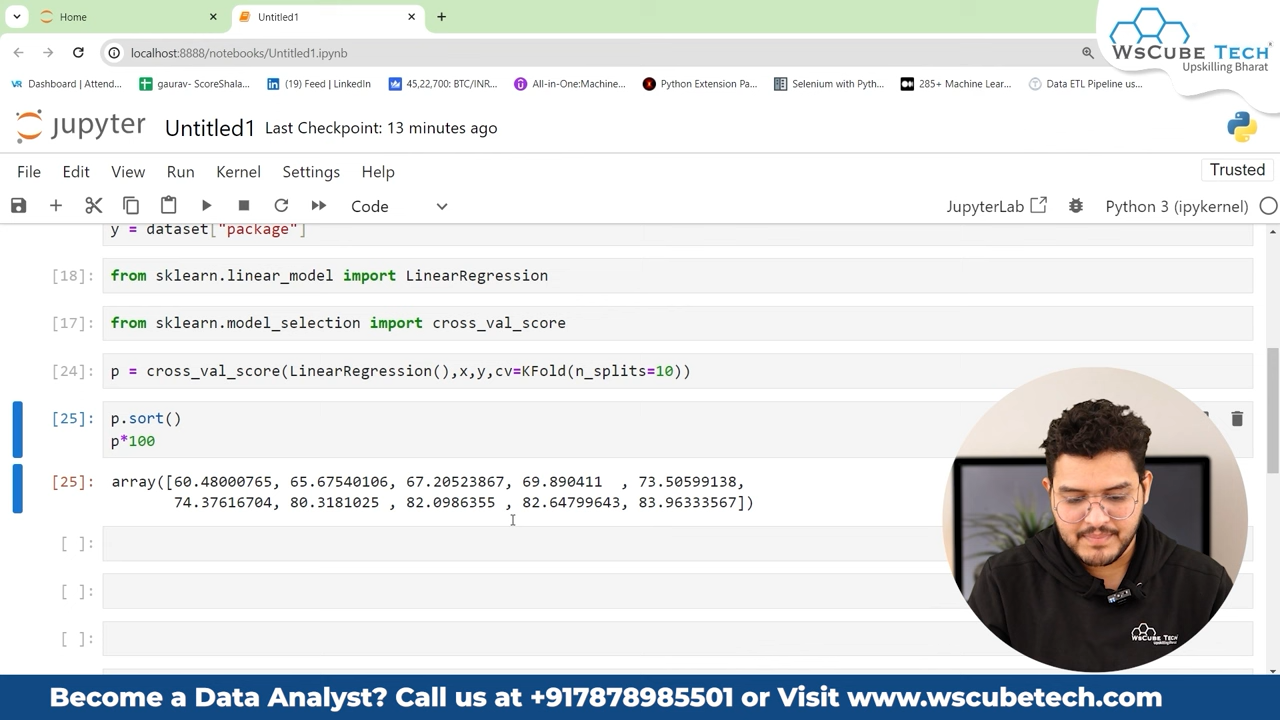 Home
Untitled1
localhost:8888/notebooks/Untitled1.ipynb
WsCube Tech
Upskilling Bharat
VR Dashboard | Attend...
gaurav- ScoreShala...
(19) Feed | LinkedIn
45,22,700: BTC/INR...
All-in-One:Machine...
Python Extension Pa...
Selenium with Pyth...
285+ Machine Lear...
Data ETL Pipeline us...
jupyter Untitled1 Last Checkpoint: 13 minutes ago
File Edit View Run Kernel Settings Help
Trusted
Code
JupyterLab
Python 3 (ipykernel)
y = dataset["package"]
[18]: from sklearn.linear_model import LinearRegression
[17]: from sklearn.model_selection import cross_val_score
[24]: p = cross_val_score(LinearRegression(),x,y,cv=KFold(n_splits=10))
[25]: p.sort()
p*100
[25]: array([60.48000765, 65.67540106, 67.20523867, 69.890411  , 73.50599138,
74.37616704, 80.3181025 , 82.0986355 , 82.64799643, 83.96333567])
[ ]:
[ ]:
[ ]:
WsCube Tech
Become a Data Analyst? Call us at +917878985501 or Visit www.wscubetech.com